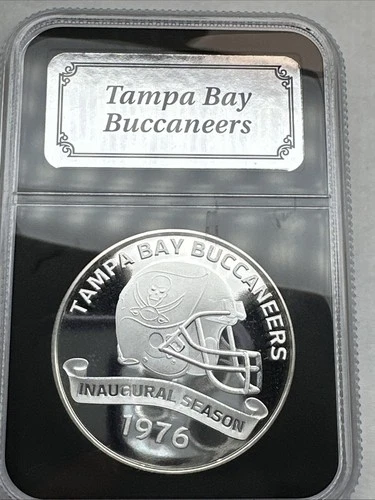 Tampa Bay
Buccaneers
TAMPA BAY BUCCANEERS
INAUGURAL SEASON
1976